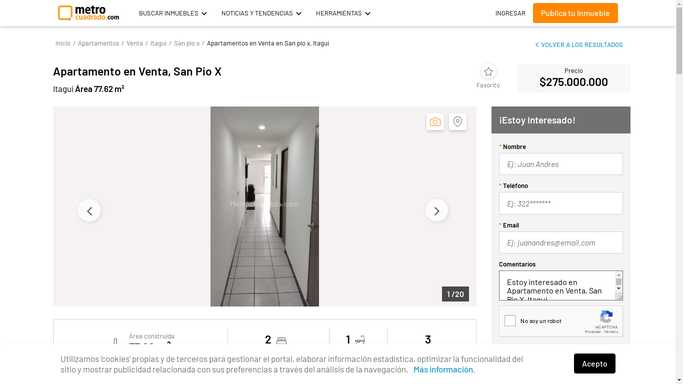 metro
cuadrado.com
BUSCAR INMUEBLES
NOTICIAS Y TENDENCIAS
HERRAMIENTAS
INGRESAR
Publica tu Inmueble
Inicio / Apartamentos / Venta / Itagui / San pio x / Apartamentos en Venta en San pio x, Itagui
VOLVER A LOS RESULTADOS
Apartamento en Venta, San Pio X
Itagui Área 77.62 m²
Favorito
Precio
$275.000.000
1 /20
¡Estoy Interesado!
* Nombre
Ej: Juan Andres
* Teléfono
Ej: 322*******
* Email
Ej: juanandres@email.com
Comentarios
Estoy interesado en
Apartamento en Venta, San
Pio X, Itagui
No soy un robot
reCAPTCHA
Privacidad - Términos
Área construida
2
1
3
Utilizamos 'cookies' propias y de terceros para gestionar el portal, elaborar información estadística, optimizar la funcionalidad del
sitio y mostrar publicidad relacionada con sus preferencias a través del análisis de la navegación. Más información.
Acepto